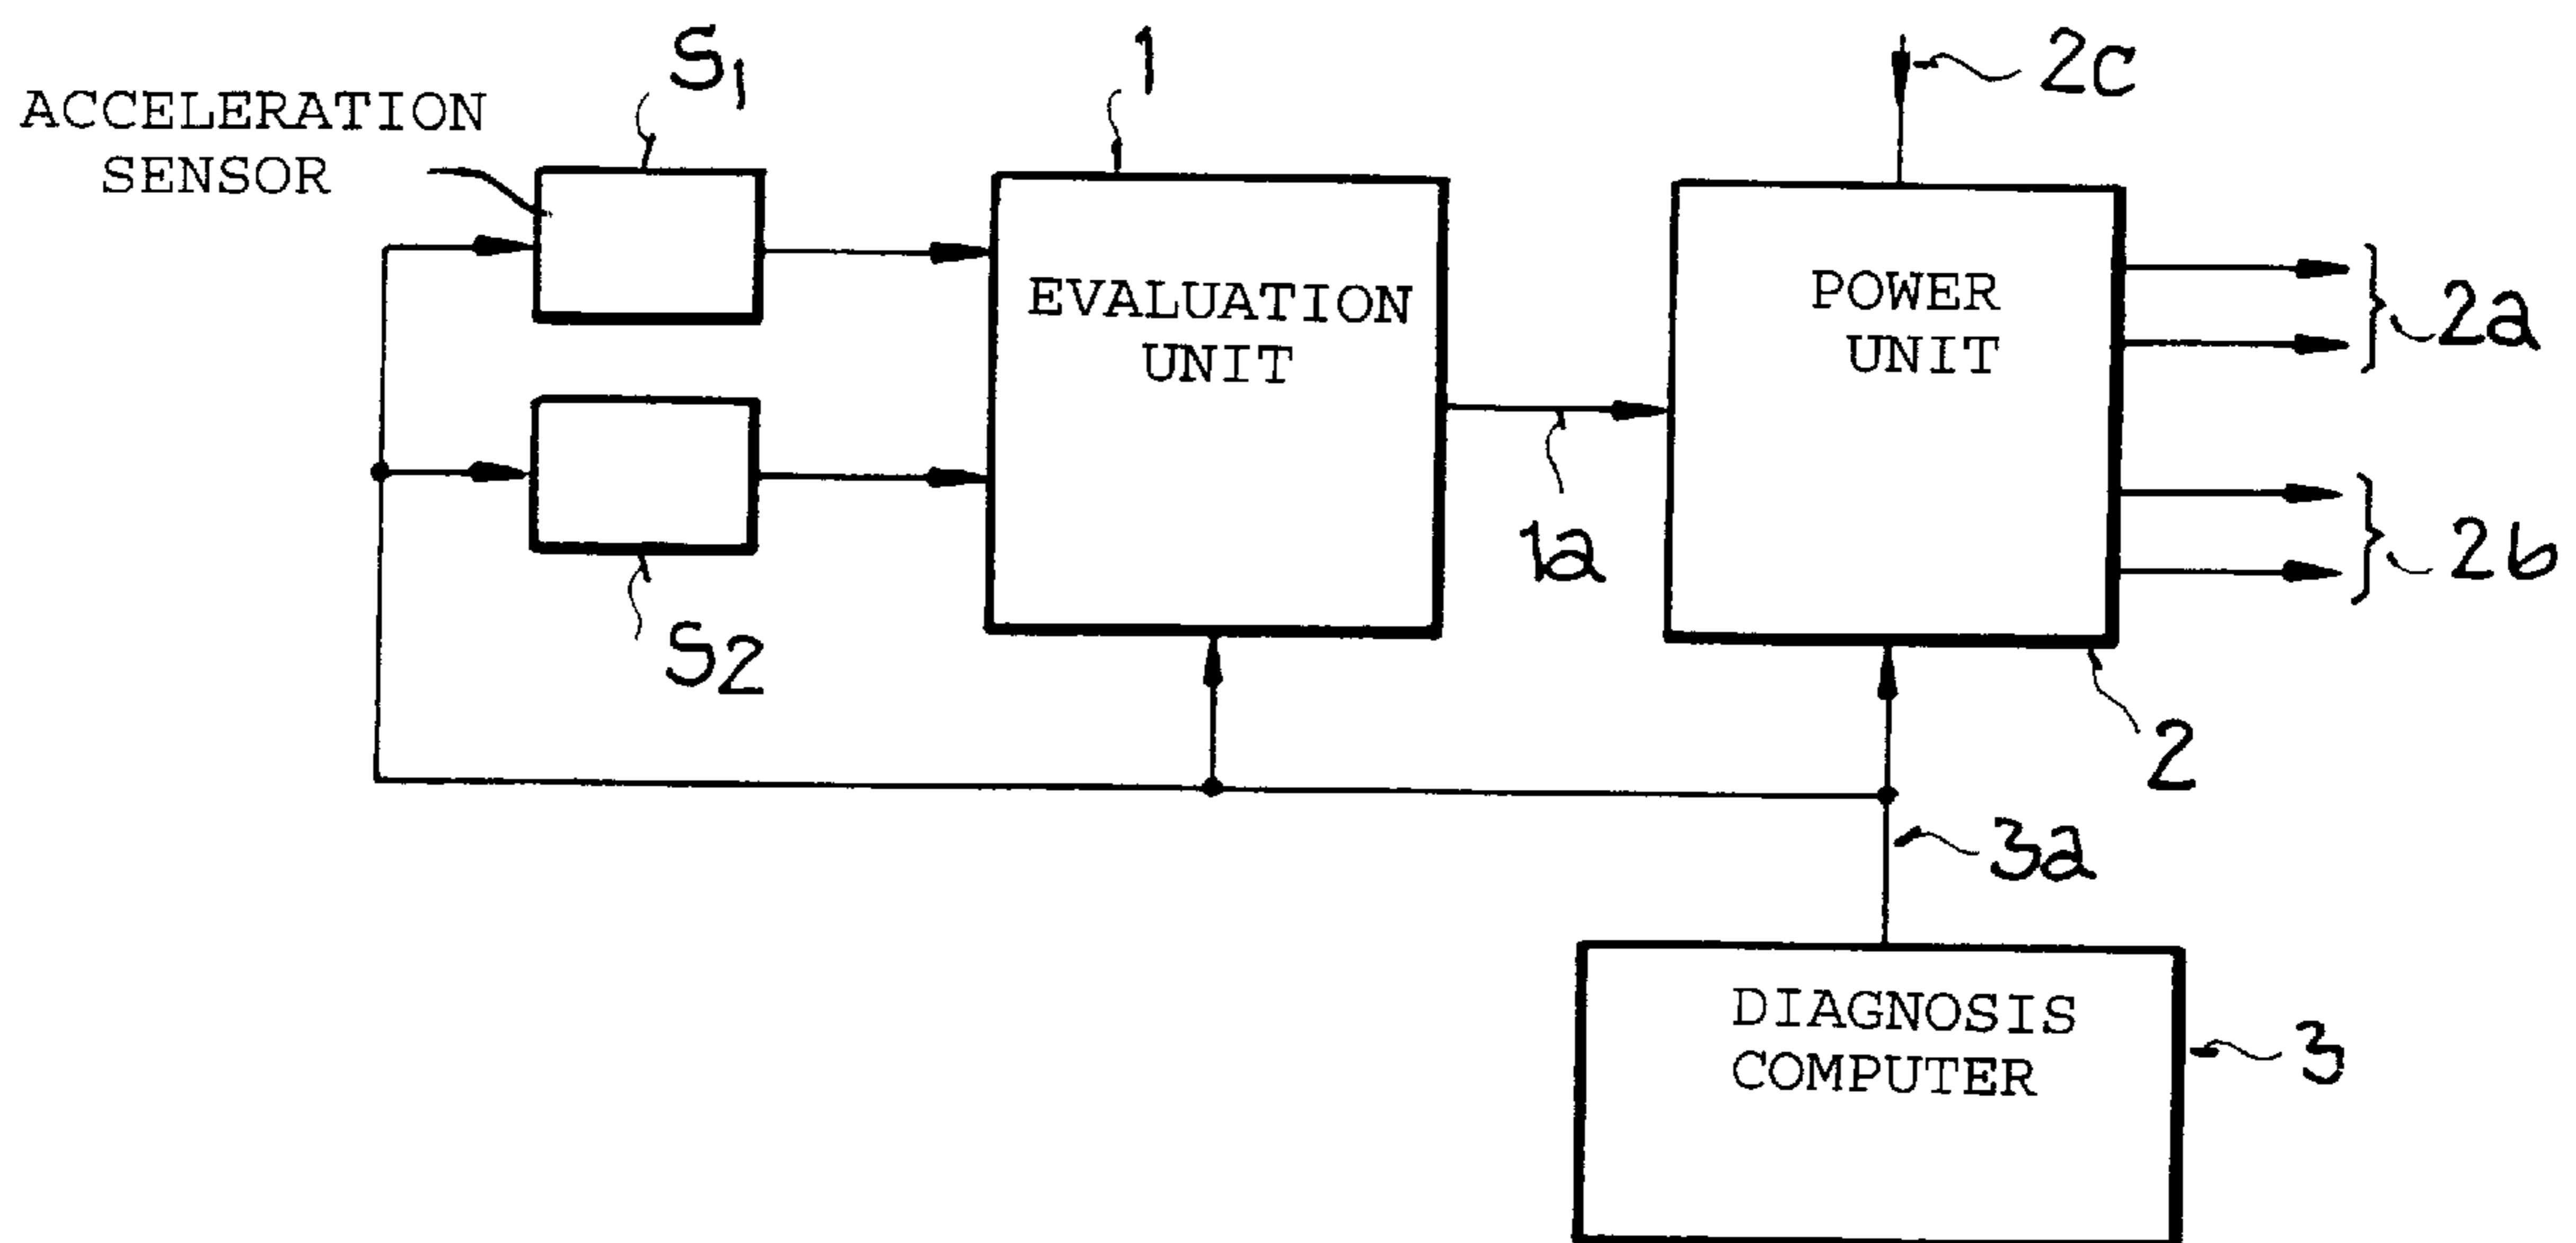 S1
1
2c
ACCELERATION
SENSOR
EVALUATION
UNIT
POWER
UNIT
2a
1a
2b
S2
2
3a
DIAGNOSIS
COMPUTER
3